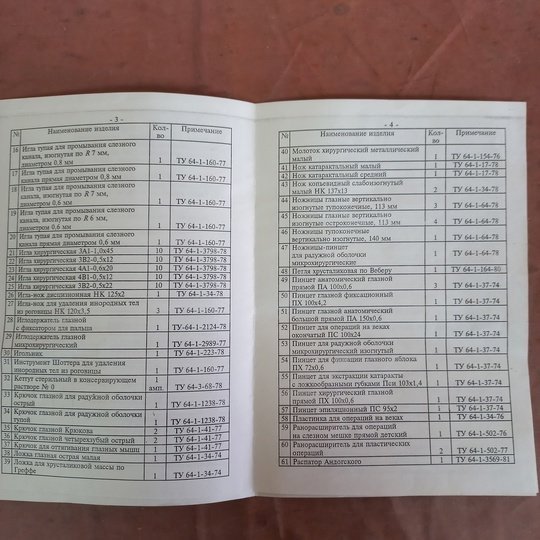 - 3 -
№ Наименование изделия Кол-во Примечание
16 Игла тупая для промывания слезного
канала, изогнутая по R 7 мм,
диаметром 0.8 мм 1 ТУ 64-1-160-77
17 Игла тупая для промывания слезного
канала прямая диаметром 0,8 мм 1 ТУ 64-1-160-77
18 Игла тупая для промывания слезного
канала, изогнутая по R 7 мм,
диаметром 0.6 мм 1 ТУ 64-1-160-77
19 Игла тупая для промывания слезного
канала, изогнутая по R 6 мм,
диаметром 0.6 мм 1 ТУ 64-1-160-77
20 Игла тупая для промывания слезного
канала прямая диаметром 0,6 мм 1 ТУ 64-1-160-77
21 Игла хирургическая 3А1-1,0х45 10 ТУ 64-1-3798-78
22 Игла хирургическая 3В2-0,5х12 10 ТУ 64-1-3798-78
23 Игла хирургическая 4А1-0,6х20 10 ТУ 64-1-3798-78
24 Игла хирургическая 4В1-0,5х12 10 ТУ 64-1-3798-78
25 Игла хирургическая 4В2-0,5х22 10 ТУ 64-1-3798-78
26 Игла-нож дисцизионная НК 125х2 1 ТУ 64-1-34-78
27 Игла-нож для удаления инородных тел
из роговицы НК 120х3,5 3 ТУ 64-1-160-77
28 Иглодержатель глазной
с фиксатором для пальца 1 ТУ-64-1-2124-78
29 Иглодержатель глазной
микрохирургический 1 ТУ 64-1-2989-77
30 Игольник 1 ТУ 64-1-223-78
31 Инструмент Шоттера для удаления
инородных тел из роговицы 1 ТУ 64-1-160-77
32 Кетгут стерильный в консервирующем
растворе № 0 1 амп. ТУ 64-3-68-78
33 Крючок глазной для радужной оболочки
острый 1 ТУ 64-1-1238-78
34 Крючок глазной для радужной оболочки
тупой 1 ТУ 64-1-1238-78
35 Крючок глазной Крюкова 2 ТУ 64-1-41-77
36 Крючок глазной четырехзубый острый 2 ТУ 64-1-41-77
37 Крючок для оттягивания глазных мышц 1 ТУ 64-1-41-77
38 Ложка глазная острая малая 1 ТУ 64-1-34-74
39 Ложка для хрусталиковой массы по
Греффе 1 ТУ 64-1-34-74
- 4 -
№ Наименование изделия Кол-во Примечание
40 Молоток хирургический металлический
малый 1 ТУ 64-1-154-76
41 Нож катарактальный малый 1 ТУ 64-1-17-78
42 Нож катарактальный средний 1 ТУ 64-1-17-78
43 Нож копьевидный слабоизогнутый
малый НК 137х13 2 ТУ 64-1-34-78
44 Ножницы глазные вертикально
изогнутые тупоконечные, 113 мм 3 ТУ 64-1-64-78
45 Ножницы глазные вертикально
изогнутые остроконечные, 113 мм 4 ТУ 64-1-64-78
46 Ножницы тупоконечные
вертикально изогнутые, 140 мм 1 ТУ 64-1-64-78
47 Ножницы-пинцет
для радужной оболочки
микрохирургические 1 ТУ 64-1-64-78
48 Петля хрусталиковая по Веберу 1 ТУ 64-1-164-80
49 Пинцет анатомический глазной
прямой ПА 100х0,6 3 ТУ 64-1-37-74
50 Пинцет глазной фиксационный
ПХ 100х4,2 1 ТУ 64-1-37-74
51 Пинцет глазной анатомический
большой прямой ПА 150х0,6 1 ТУ 64-1-37-74
52 Пинцет для операций на веках
окончатый ПС 100х24 1 ТУ 64-1-37-74
53 Пинцет для радужной оболочки
микрохирургический изогнутый 1 ТУ 64-1-37-74
54 Пинцет для фиксации глазного яблока
ПХ 72х0,6 1 ТУ 64-1-37-74
55 Пинцет для экстракции катаракты
с ложкообразными губками Пси 103х1,4 1 ТУ 64-1-37-74
56 Пинцет хирургический глазной
прямой ПХ 100х0,6 1 ТУ 64-1-37-74
57 Пинцет эпиляционный ПС 95х2 1 ТУ 64-1-37-74
58 Пластинка для операций на веках 1 ТУ 64-1-34-76
59 Ранорасширитель для операций
на слезном мешке прямой детский 1 ТУ 64-1-502-76
60 Ранорасширитель для пластических
операций 2 ТУ 64-1-502-77
61 Распатор Андогского 1 ТУ 64-1-3569-81